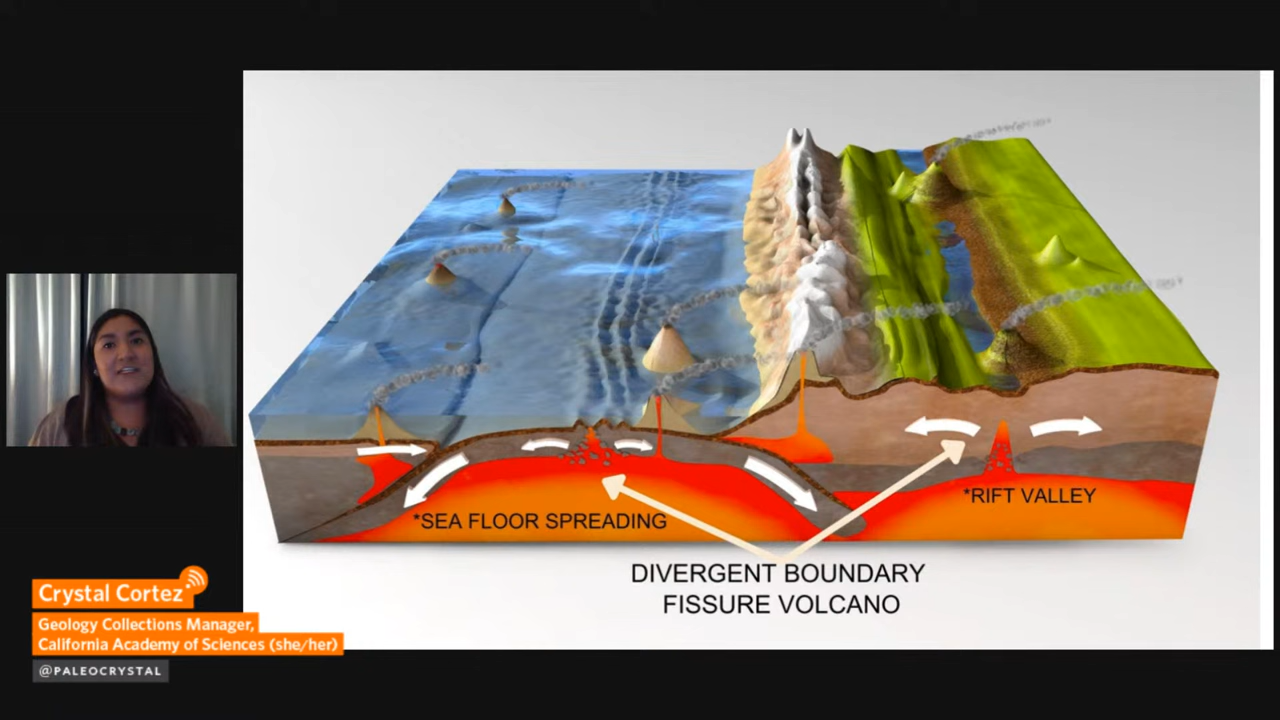 *SEA FLOOR SPREADING
*RIFT VALLEY
DIVERGENT BOUNDARY
FISSURE VOLCANO
Crystal Cortez
Geology Collections Manager,
California Academy of Sciences (she/her)
@PALEOCRYSTAL